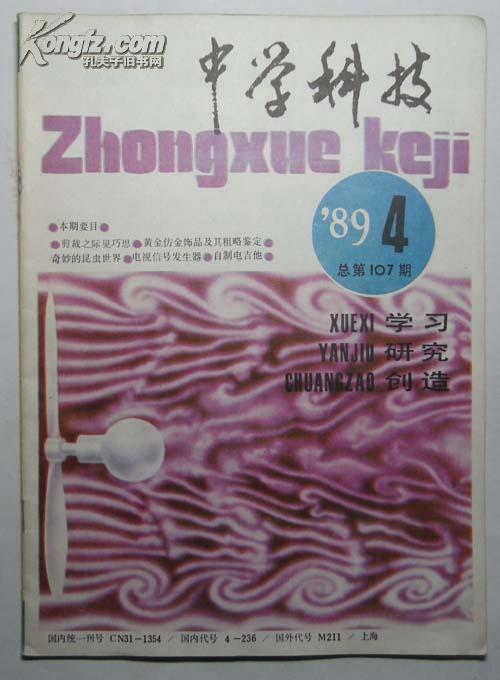 Kongfz.com
孔夫子旧书网
中学科技
Zhongxue keji
'89 4
总第107期
●本期要目●
●剪裁之际见巧思●黄金仿金饰品及其粗略鉴定●
奇妙的昆虫世界●电视信号发生器●自制电吉他●
XUEXI 学习
YANJIU 研究
CHUANGZAO 创造
国内统一刊号 CN31-1354 / 国内代号 4-236 / 国外代号 M211 / 上海